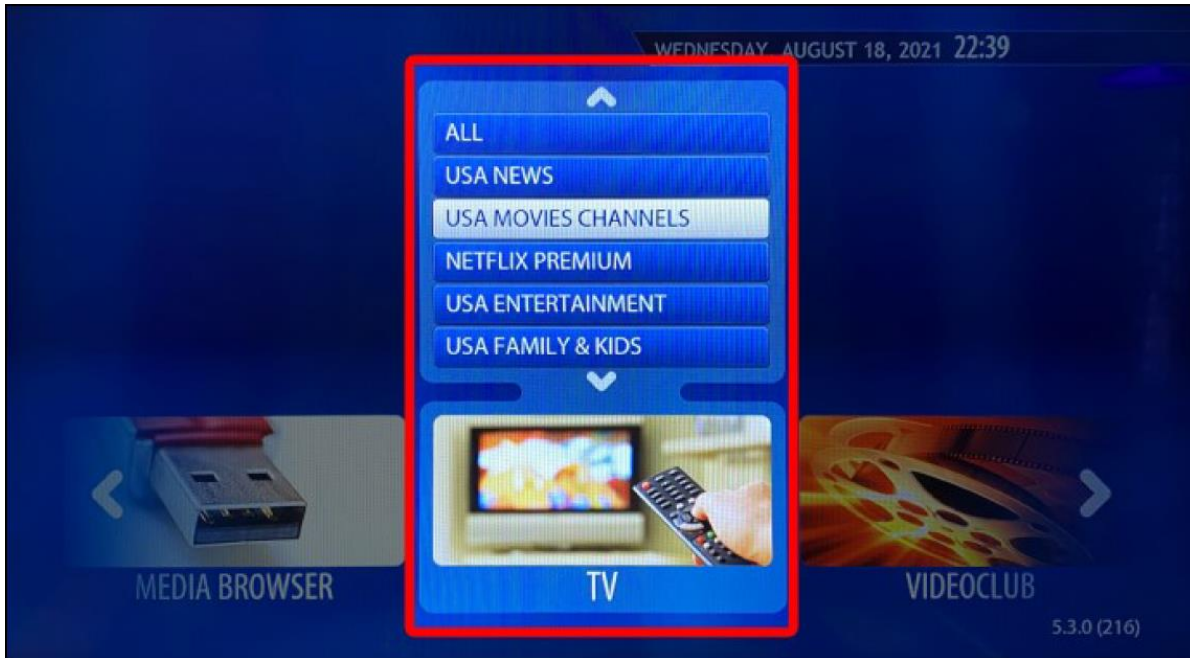 WEDNESDAY, AUGUST 18, 2021 22:39
ALL
USA NEWS
USA MOVIES CHANNELS
NETFLIX PREMIUM
USA ENTERTAINMENT
USA FAMILY & KIDS
MEDIA BROWSER
TV
VIDEOCLUB
5.3.0 (216)